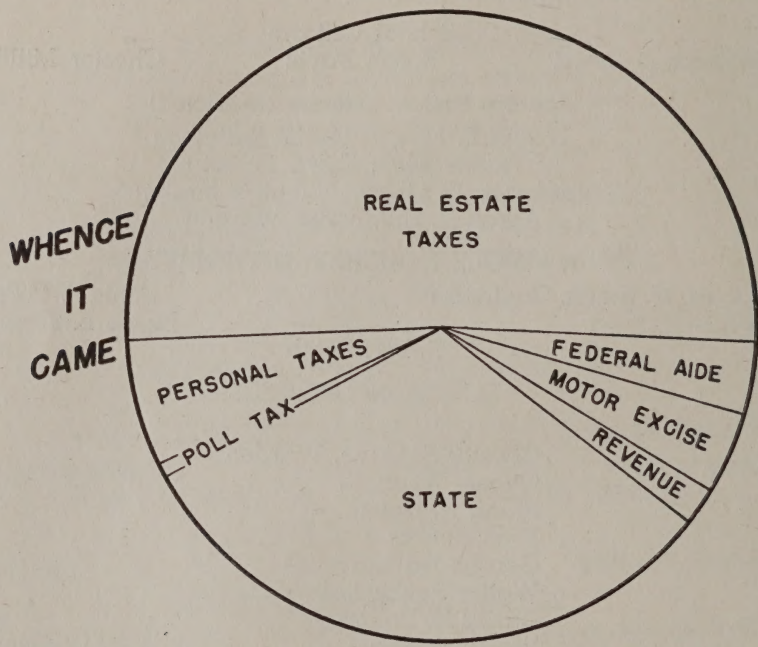 REAL ESTATE
TAXES
WHENCE
IT
CAME
PERSONAL TAXES
POLL TAX
STATE
FEDERAL AIDE
MOTOR EXCISE
REVENUE